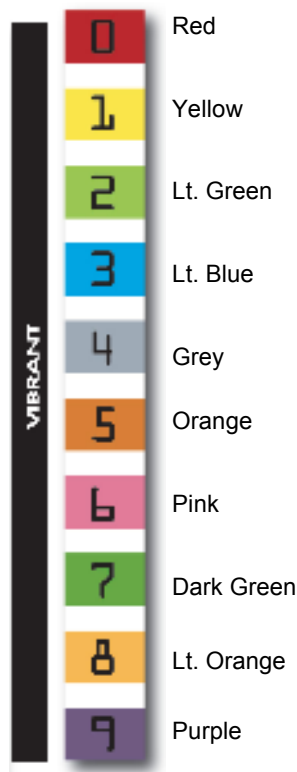 VIBRANT
0 Red
1 Yellow
2 Lt. Green
3 Lt. Blue
4 Grey
5 Orange
6 Pink
7 Dark Green
8 Lt. Orange
9 Purple